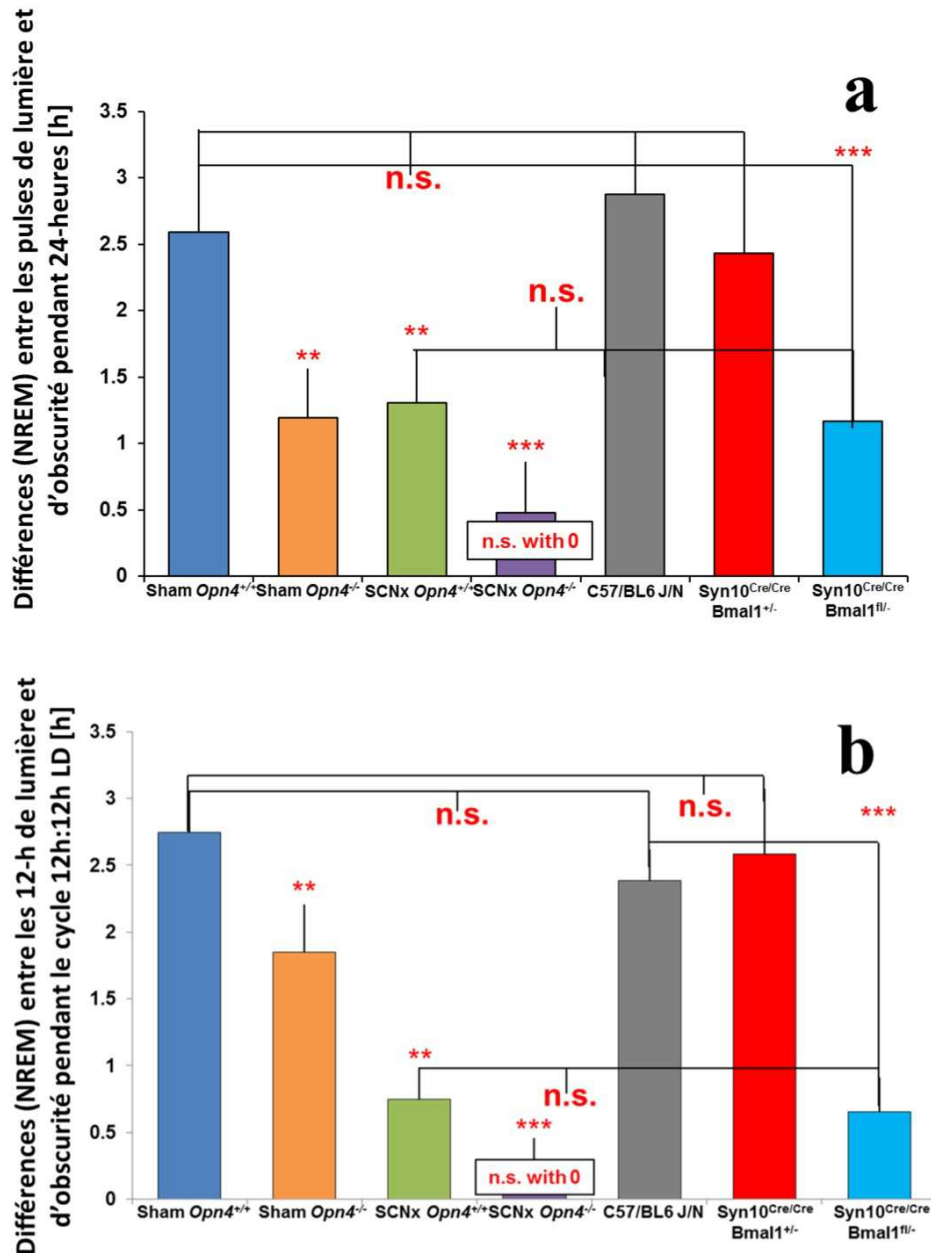 Différences (NREM) entre les pulses de lumière et
d'obscurité pendant 24-heures [h]
a
3.5
3
2.5
2
1.5
1
0.5
0
***
n.s.
n.s.
**
**
***
n.s. with 0
Sham Opn4+/+ Sham Opn4-/- SCNx Opn4+/+ SCNx Opn4-/- C57/BL6 J/N Syn10Cre/Cre Syn10Cre/Cre
Bmal1+/- Bmal1fl/-
Différences (NREM) entre les 12-h de lumière et
d'obscurité pendant le cycle 12h:12h LD [h]
b
3.5
3
2.5
2
1.5
1
0.5
0
n.s.
n.s.
***
**
**
n.s.
***
n.s. with 0
Sham Opn4+/+ Sham Opn4-/- SCNx Opn4+/+ SCNx Opn4-/- C57/BL6 J/N Syn10Cre/Cre Syn10Cre/Cre
Bmal1+/- Bmal1fl/-